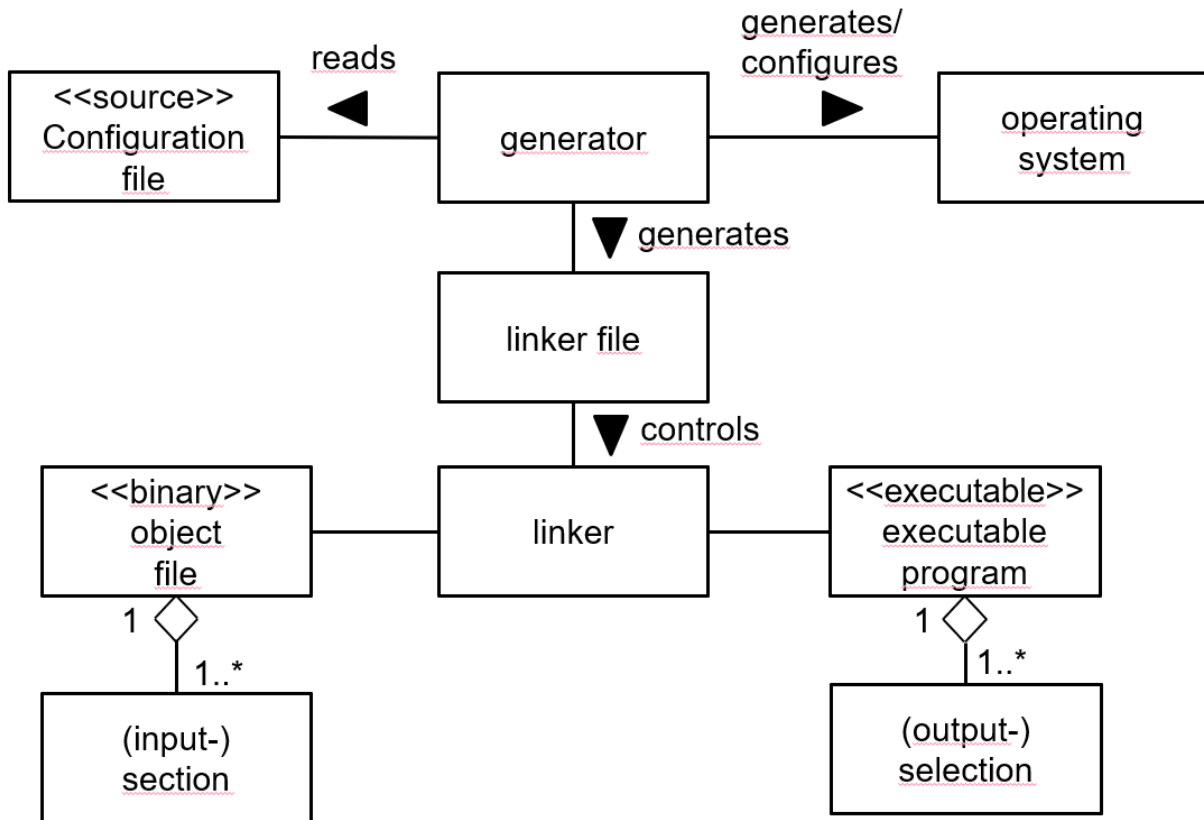 generates/
configures
reads
<<source>>
Configuration
file
generator
operating
system
generates
linker file
controls
<<binary>>
object
file
linker
<<executable>>
executable
program
1
1..*
1
1..*
(input-)
section
(output-)
selection